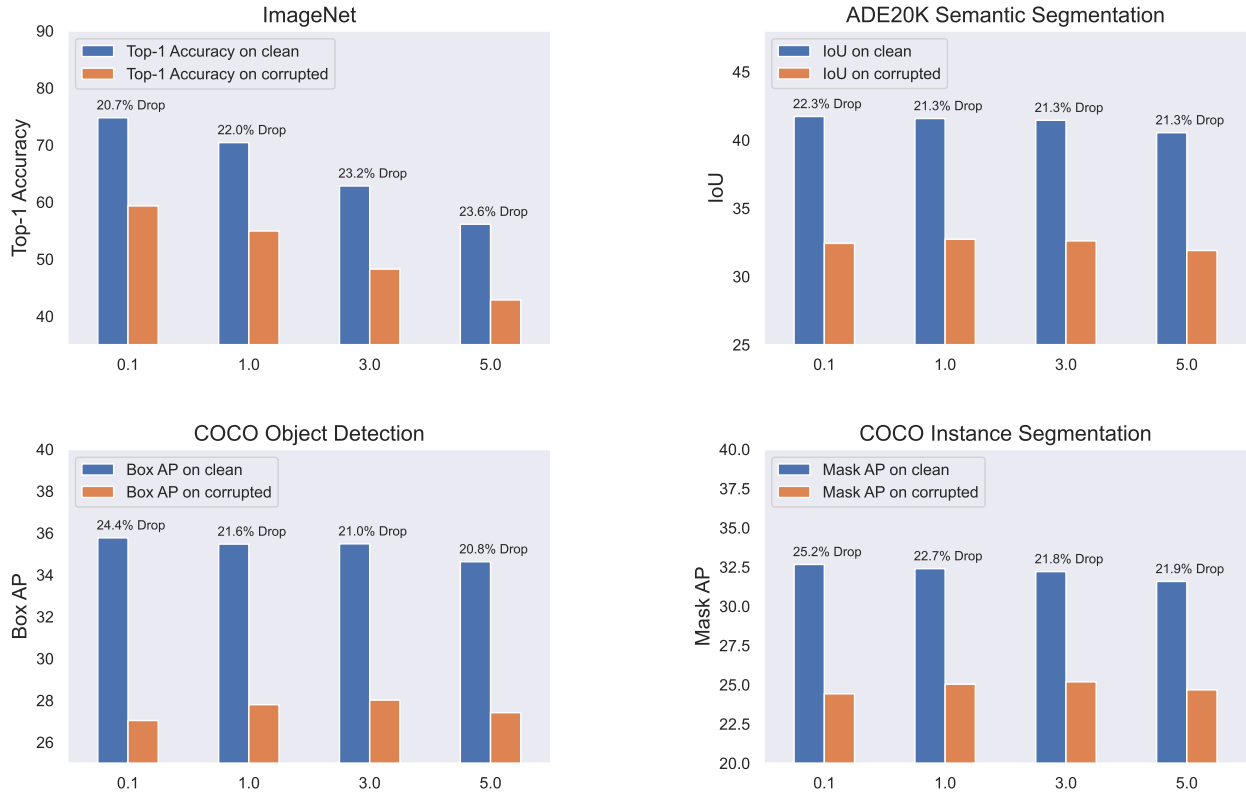 ImageNet
Top-1 Accuracy
90
80
70
60
50
40
Top-1 Accuracy on clean
Top-1 Accuracy on corrupted
20.7% Drop
22.0% Drop
23.2% Drop
23.6% Drop
0.1 1.0 3.0 5.0
ADE20K Semantic Segmentation
IoU
45
40
35
30
25
IoU on clean
IoU on corrupted
22.3% Drop
21.3% Drop
21.3% Drop
21.3% Drop
0.1 1.0 3.0 5.0
COCO Object Detection
Box AP
40
38
36
34
32
30
28
26
Box AP on clean
Box AP on corrupted
24.4% Drop
21.6% Drop
21.0% Drop
20.8% Drop
0.1 1.0 3.0 5.0
COCO Instance Segmentation
Mask AP
40.0
37.5
35.0
32.5
30.0
27.5
25.0
22.5
20.0
Mask AP on clean
Mask AP on corrupted
25.2% Drop
22.7% Drop
21.8% Drop
21.9% Drop
0.1 1.0 3.0 5.0